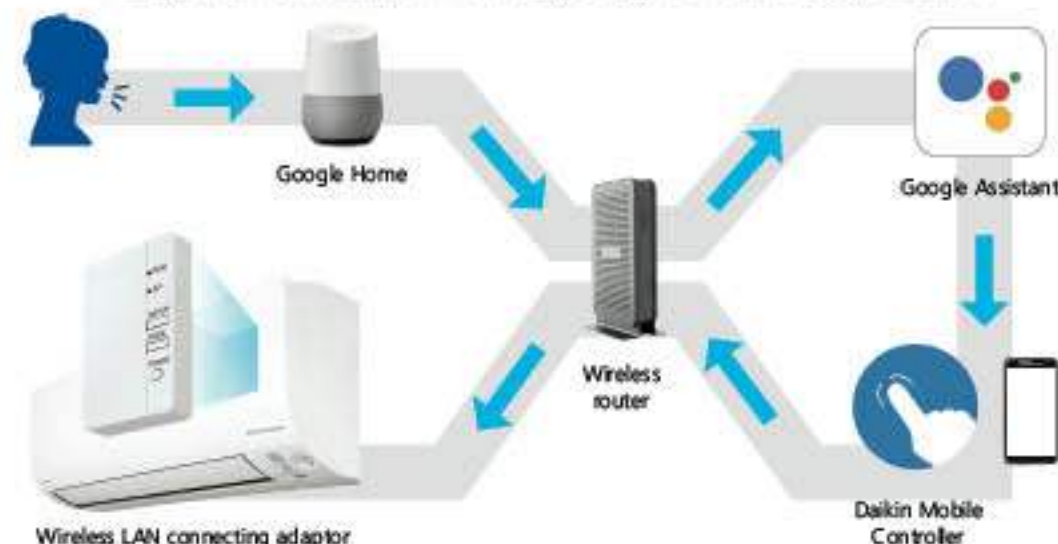 Google Home
Google Assistant
Wireless
router
Wireless LAN connecting adaptor
Daikin Mobile
Controller